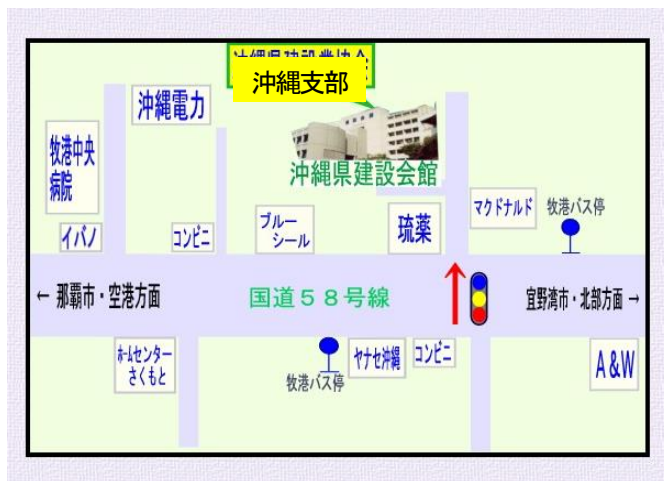 沖縄支部
沖縄電力
牧港中央
病院
沖縄県建設会館
イバノ
コンビニ
ブルー
シール
琉薬
マクドナルド
牧港バス停
← 那覇市・空港方面
国道58号線
宜野湾市・北部方面 →
ホームセンター
さくもと
牧港バス停
ヤナセ沖縄
コンビニ
A&W